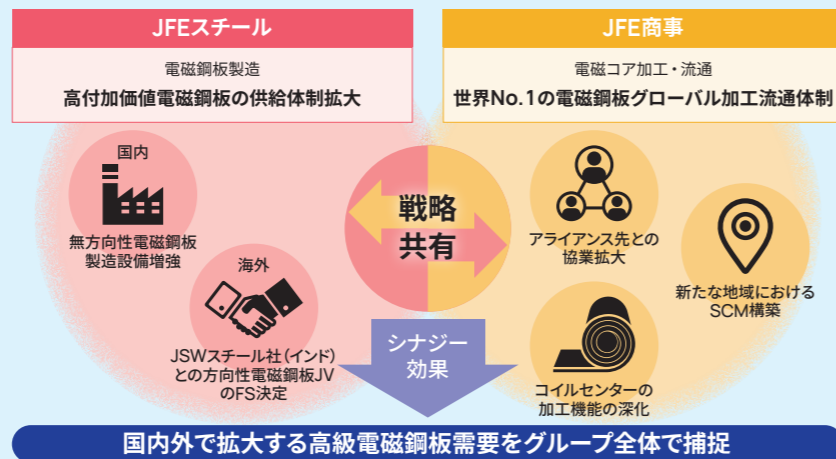 JFEスチール
電磁鋼板製造
高付加価値電磁鋼板の供給体制拡大
国内
無方向性電磁鋼板
製造設備増強
海外
JSWスチール社（インド）
との方向性電磁鋼板JV
のFS決定
戦略
共有
シナジー
効果
JFE商事
電磁コア加工・流通
世界No.1の電磁鋼板グローバル加工流通体制
アライアンス先との
協業拡大
新たな地域における
SCM構築
コイルセンターの
加工機能の深化
国内外で拡大する高級電磁鋼板需要をグループ全体で捕捉